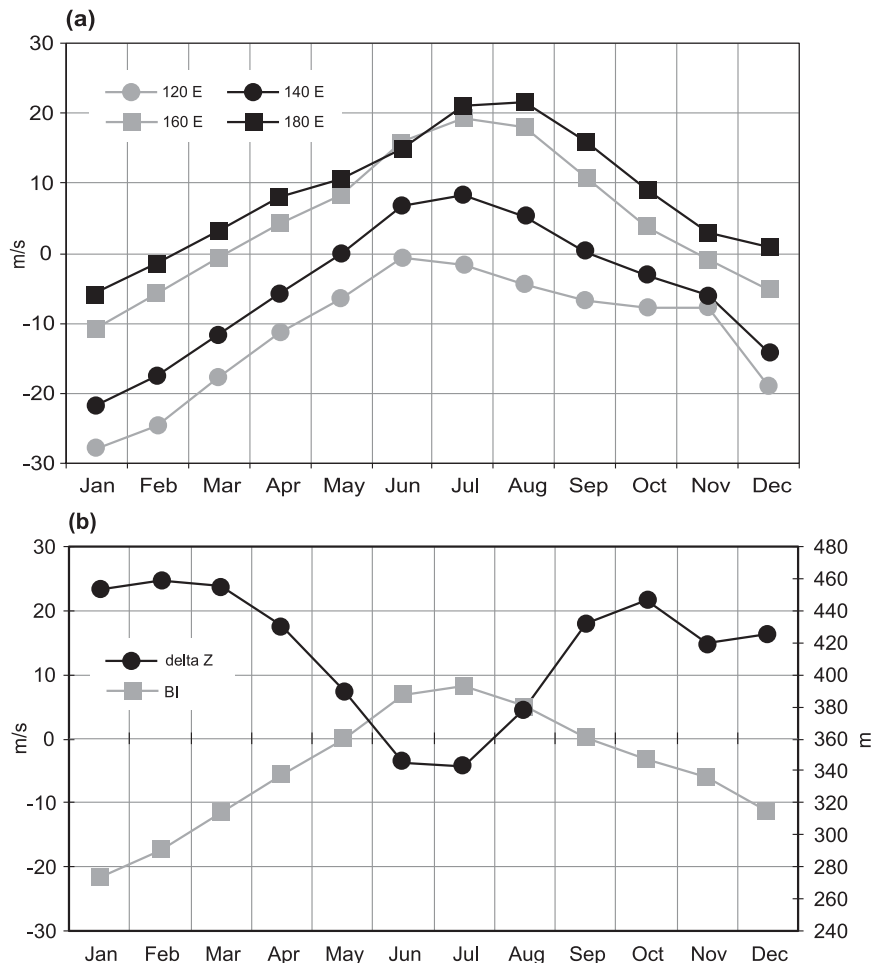 (a)
30
20
10
0
-10
-20
-30
m/s
120 E
140 E
160 E
180 E
Jan Feb Mar Apr May Jun Jul Aug Sep Oct Nov Dec
(b)
30
20
10
0
-10
-20
-30
m/s
delta Z
BI
480
460
440
420
400
380
360
340
320
300
280
260
240
m
Jan Feb Mar Apr May Jun Jul Aug Sep Oct Nov Dec